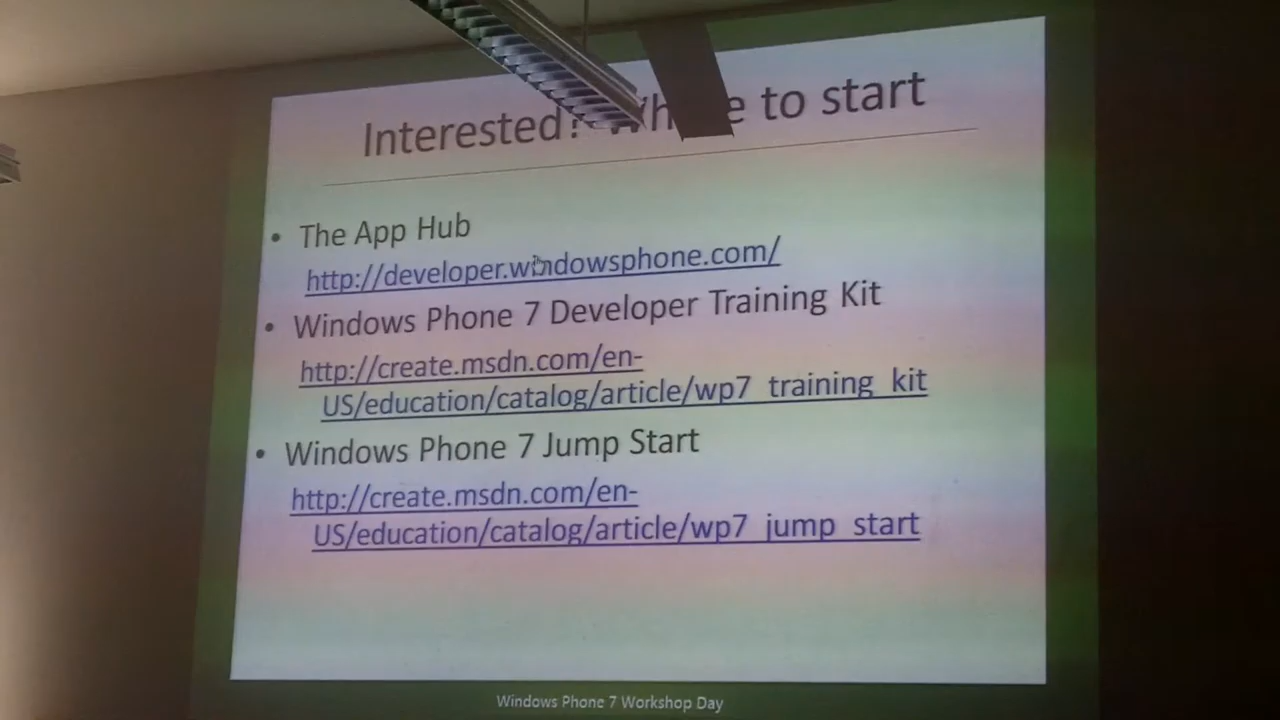 Interested? Where to start
• The App Hub
http://developer.windowsphone.com/
• Windows Phone 7 Developer Training Kit
http://create.msdn.com/en-
US/education/catalog/article/wp7_training_kit
• Windows Phone 7 Jump Start
http://create.msdn.com/en-
US/education/catalog/article/wp7_jump_start
Windows Phone 7 Workshop Day